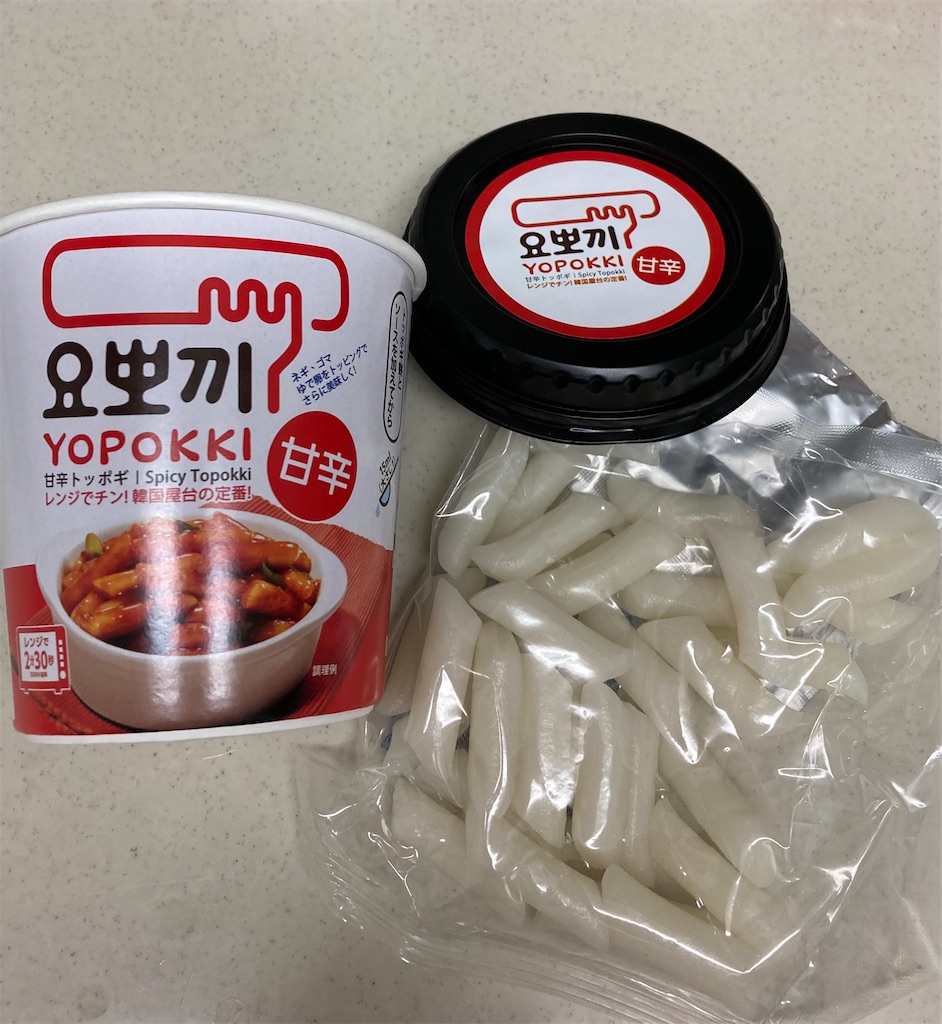 요뽀끼
YOPOKKI
甘辛トッポギ | Spicy Topokki
レンジでチン! 韓国屋台の定番!
甘辛
ネギ、ゴマ
ゆで卵をトッピングで
さらに美味しく!
15ml
レンジで
2分30秒
調理例
요뽀끼
YOPOKKI
甘辛トッポギ | Spicy Topokki
レンジでチン! 韓国屋台の定番!
甘辛